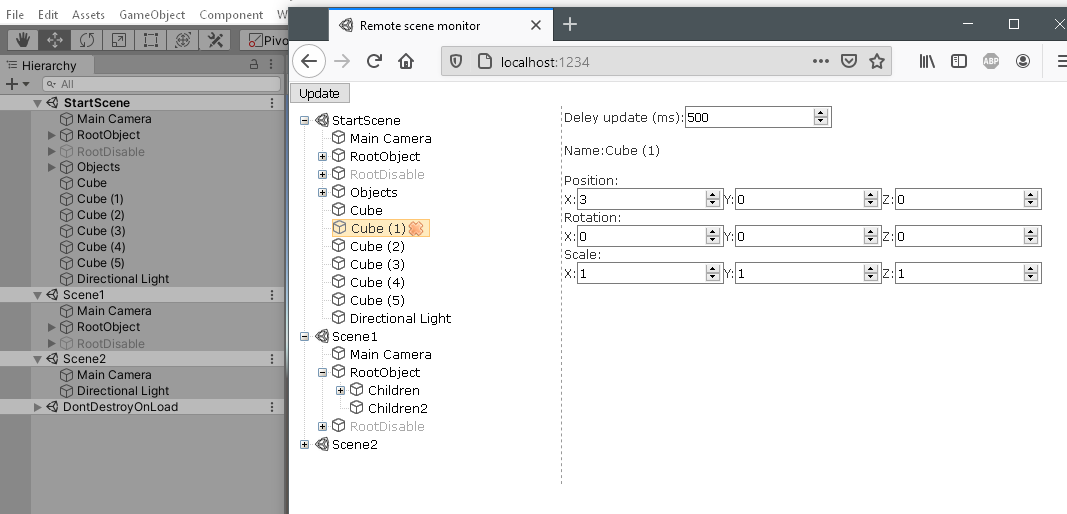 File Edit Assets GameObject Component Window
Pivo
Hierarchy
All
StartScene
Main Camera
RootObject
RootDisable
Objects
Cube
Cube (1)
Cube (2)
Cube (3)
Cube (4)
Cube (5)
Directional Light
Scene1
Main Camera
RootObject
RootDisable
Scene2
Main Camera
Directional Light
DontDestroyOnLoad
Remote scene monitor
localhost:1234
ABP
Update
StartScene
Main Camera
RootObject
RootDisable
Objects
Cube
Cube (1)
Cube (2)
Cube (3)
Cube (4)
Cube (5)
Directional Light
Scene1
Main Camera
RootObject
Children
Children2
RootDisable
Scene2
Deley update (ms): 500
Name:Cube (1)
Position:
X: 3 Y: 0 Z: 0
Rotation:
X: 0 Y: 0 Z: 0
Scale:
X: 1 Y: 1 Z: 1